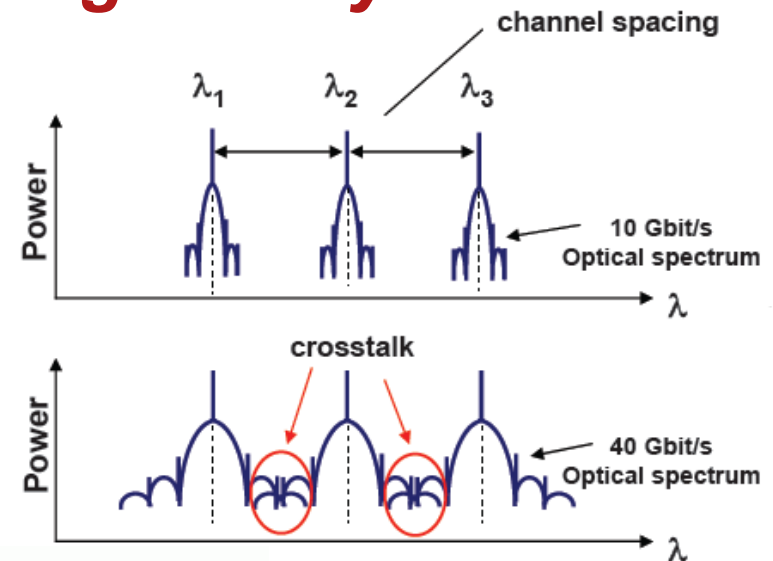 channel spacing
λ1 λ2 λ3
Power
10 Gbit/s
Optical spectrum
λ
crosstalk
Power
40 Gbit/s
Optical spectrum
λ